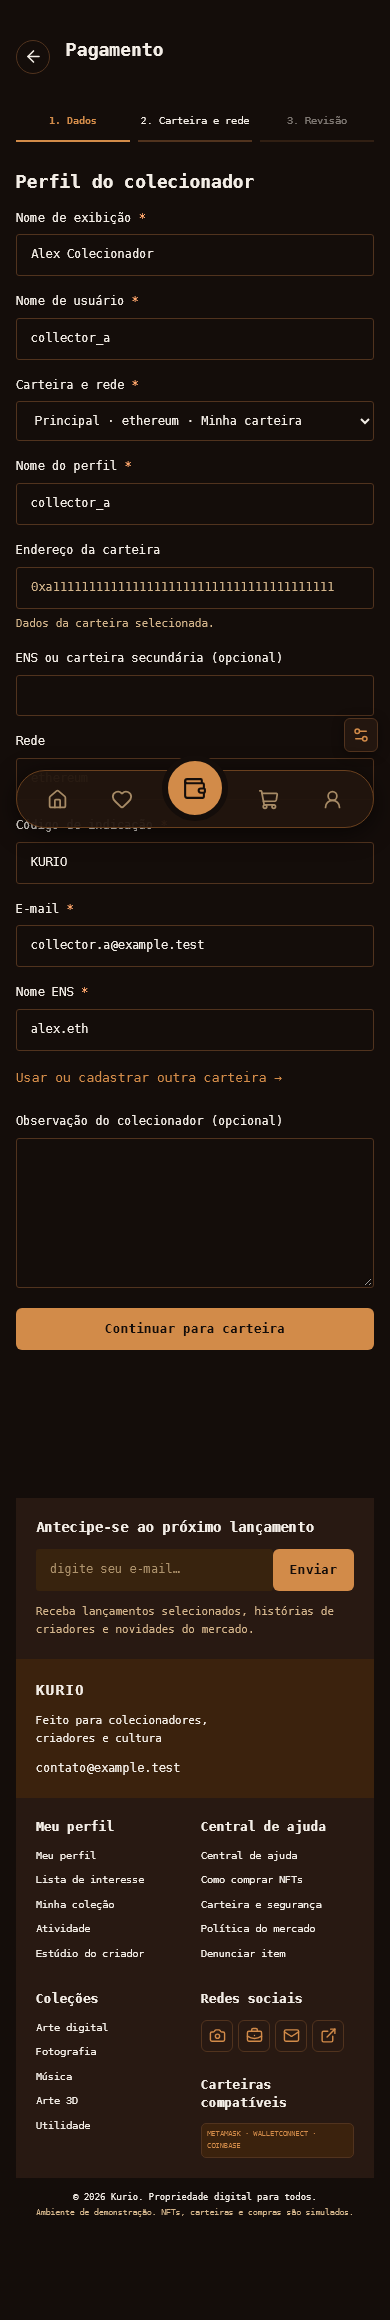 Pagamento
1. Dados
2. Carteira e rede
3. Revisão
Perfil do colecionador
Nome de exibição *
Alex Colecionador
Nome de usuário *
collector_a
Carteira e rede *
Principal · ethereum · Minha carteira
Nome do perfil *
collector_a
Endereço da carteira
Dados da carteira selecionada.
ENS ou carteira secundária (opcional)
Rede
Código de indicação *
KURIO
E-mail *
collector.a@example.test
Nome ENS *
alex.eth
Usar ou cadastrar outra carteira →
Observação do colecionador (opcional)
Continuar para carteira
Antecipe-se ao próximo lançamento
digite seu e-mail…
Enviar
Receba lançamentos selecionados, histórias de
criadores e novidades do mercado.
KURIO
Feito para colecionadores,
criadores e cultura
contato@example.test
Meu perfil
Meu perfil
Lista de interesse
Minha coleção
Atividade
Estúdio do criador
Central de ajuda
Central de ajuda
Como comprar NFTs
Carteira e segurança
Política do mercado
Denunciar item
Coleções
Arte digital
Fotografia
Música
Arte 3D
Utilidade
Redes sociais
Carteiras
compatíveis
METAMASK · WALLETCONNECT ·
COINBASE
© 2026 Kurio. Propriedade digital para todos.
Ambiente de demonstração. NFTs, carteiras e compras são simulados.